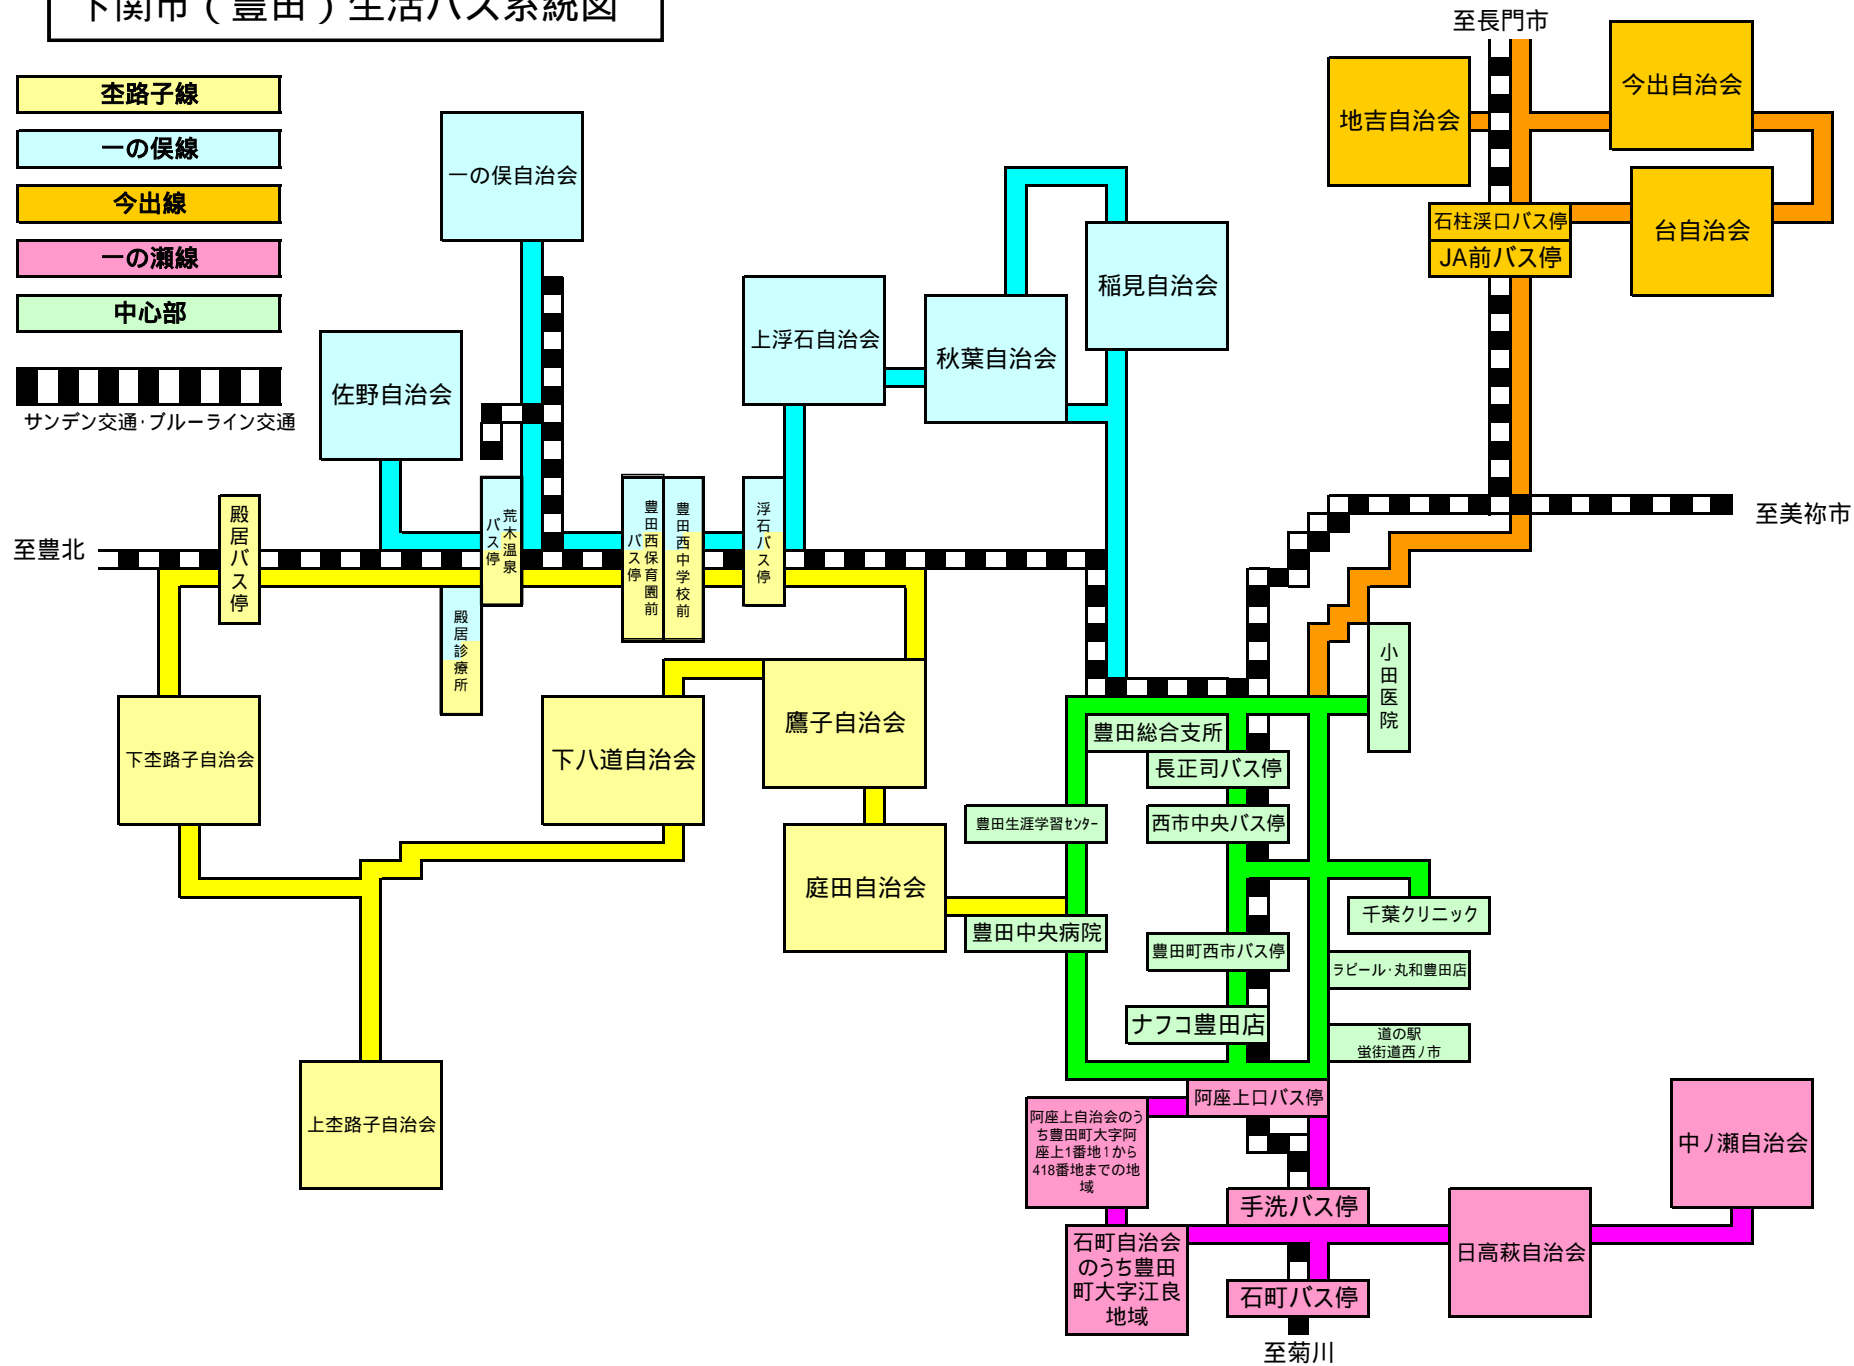 下関市（豊田）生活バス系統図
杢路子線
一の俣線
今出線
一の瀬線
中心部
サンデン交通・ブルーライン交通
至長門市
地吉自治会
今出自治会
石柱渓口バス停
JA前バス停
台自治会
一の俣自治会
佐野自治会
上浮石自治会
秋葉自治会
稲見自治会
至豊北
殿居バス停
荒木温泉
バス停
豊田西保育園前
バス停
豊田西中学校前
浮石バス停
殿居診療所
至美祢市
小田医院
下杢路子自治会
下八道自治会
鷹子自治会
庭田自治会
上杢路子自治会
豊田総合支所
長正司バス停
豊田生涯学習センター
西市中央バス停
千葉クリニック
豊田中央病院
豊田町西市バス停
ラピール・丸和豊田店
ナフコ豊田店
道の駅
蛍街道西ノ市
阿座上口バス停
阿座上自治会のう
ち豊田町大字阿
座上1番地1から
418番地までの地
域
手洗バス停
石町自治会
のうち豊田
町大字江良
地域
石町バス停
日高萩自治会
中ノ瀬自治会
至菊川